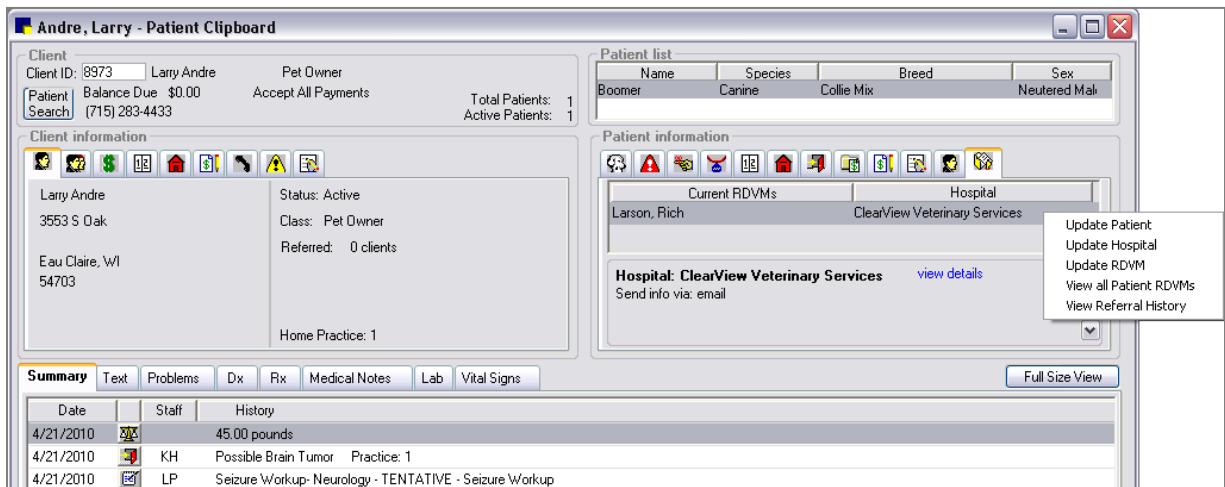 Andre, Larry - Patient Clipboard
Client
Client ID: 8973 Larry Andre Pet Owner
Patient Search
Balance Due $0.00 Accept All Payments
(715) 283-4433
Total Patients: 1
Active Patients: 1
Patient list
Name Species Breed Sex
Boomer Canine Collie Mix Neutered Mal
Client information
Larry Andre
3553 S Oak
Eau Claire, WI
54703
Status: Active
Class: Pet Owner
Referred: 0 clients
Home Practice: 1
Patient information
Current RDVMs Hospital
Larson, Rich ClearView Veterinary Services
Hospital: ClearView Veterinary Services view details
Send info via: email
Update Patient
Update Hospital
Update RDVM
View all Patient RDVMs
View Referral History
Summary Text Problems Dx Rx Medical Notes Lab Vital Signs Full Size View
Date Staff History
4/21/2010 45.00 pounds
4/21/2010 KH Possible Brain Tumor Practice: 1
4/21/2010 LP Seizure Workup- Neurology - TENTATIVE - Seizure Workup